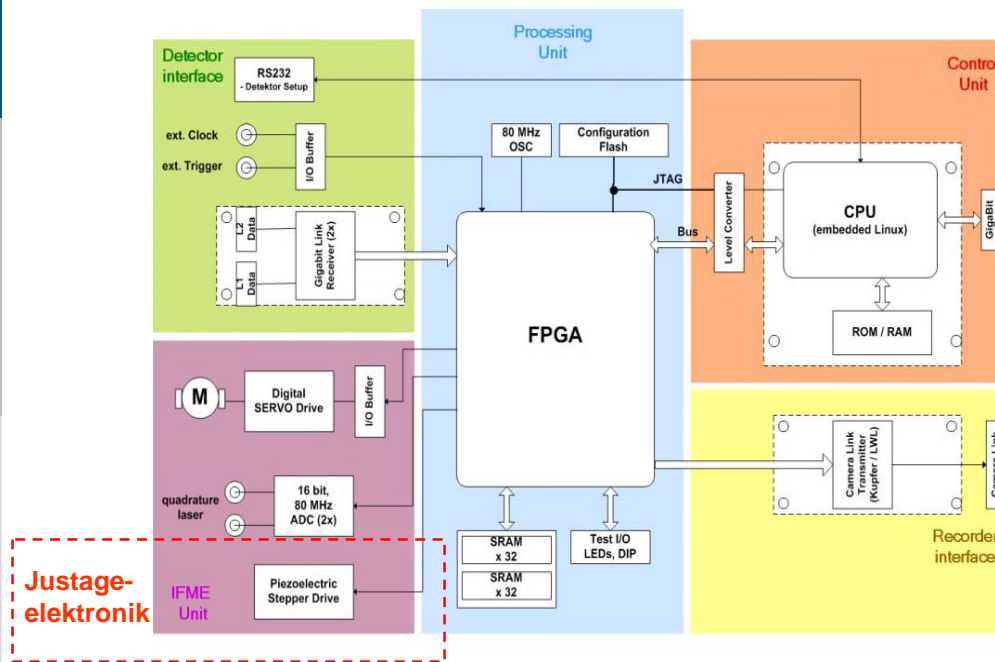 Processing
Unit
Detector
interface
RS232
- Detektor Setup
ext. Clock
ext. Trigger
I/O Buffer
L2
Data
L1
Data
Gigabit Link
Receiver (2x)
80 MHz
OSC
Configuration
Flash
JTAG
Bus
Level Converter
FPGA
Unit
CPU
(embedded Linux)
GigaBit
ROM / RAM
M
Digital
SERVO Drive
I/O Buffer
quadrature
laser
16 bit,
80 MHz
ADC (2x)
Piezoelectric
Stepper Drive
IFME
Unit
Justage-
elektronik
SRAM
x 32
SRAM
x 32
Test I/O
LEDs, DIP
Camera Link
Transmitter
(Kupfer / LWL)
Camera Link
Recorder
interface